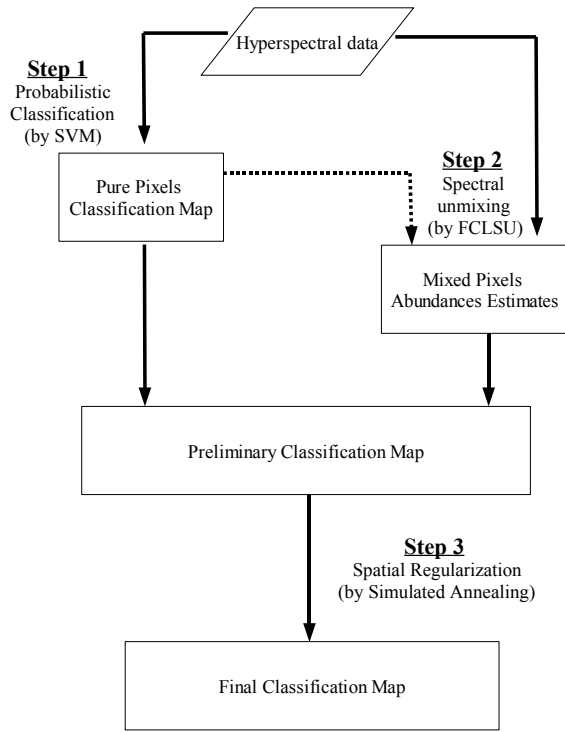 Hyperspectral data
Step 1
Probabilistic
Classification
(by SVM)
Pure Pixels
Classification Map
Step 2
Spectral
unmixing
(by FCLSU)
Mixed Pixels
Abundances Estimates
Preliminary Classification Map
Step 3
Spatial Regularization
(by Simulated Annealing)
Final Classification Map